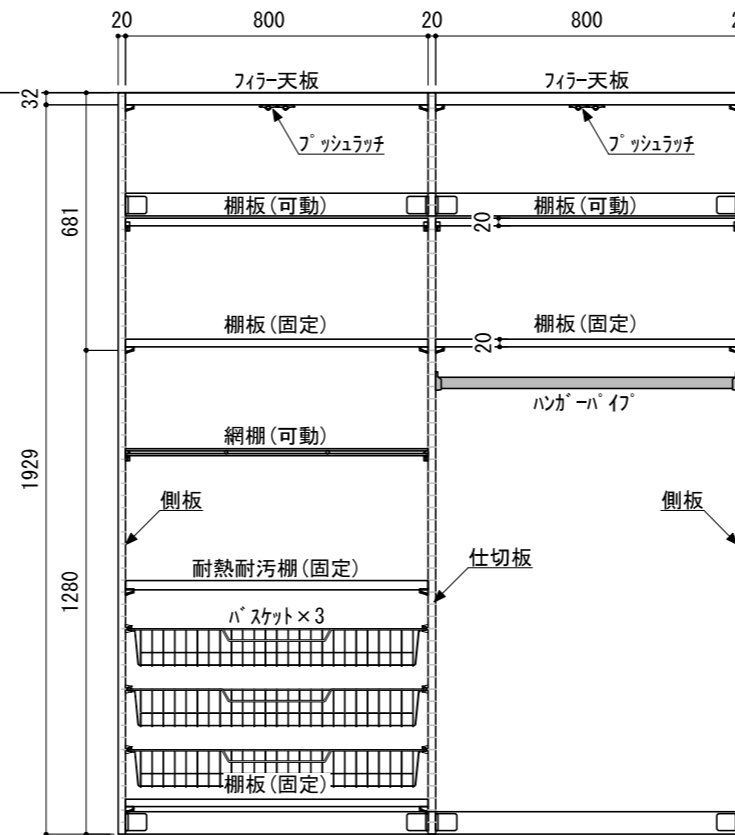 20 800 20 800
フィラー天板 フィラー天板
32
プッシュラッチ プッシュラッチ
棚板(可動) 棚板(可動)
681
20
棚板(固定) 棚板(固定)
20
ハンガーパイプ
網棚(可動)
1929
側板 側板
仕切板
耐熱耐汚棚(固定)
1280
バスケット×3
棚板(固定)